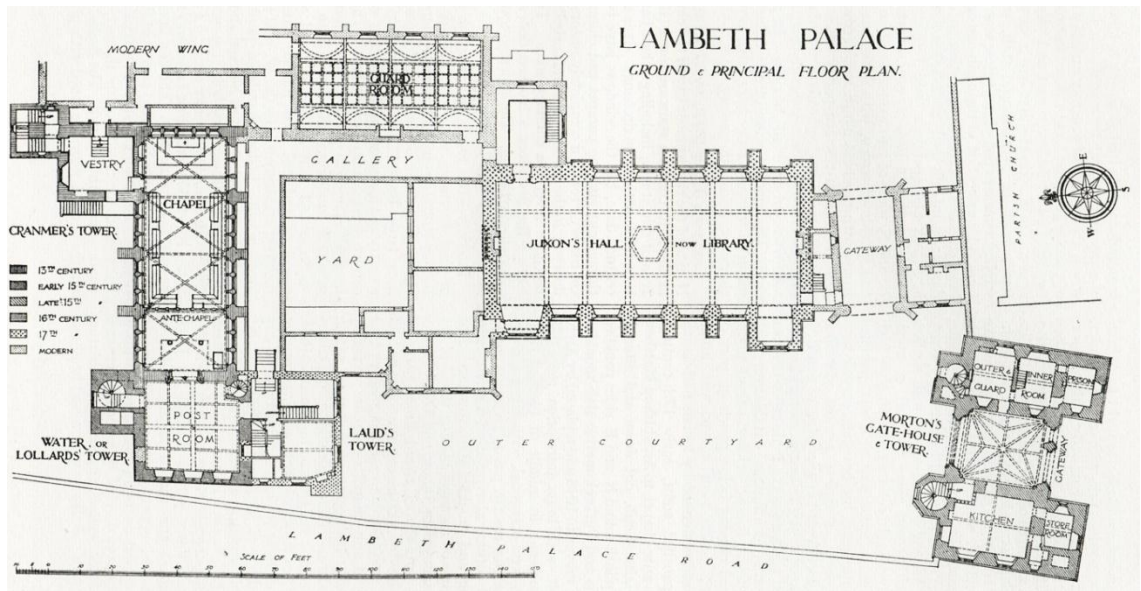 LAMBETH PALACE
GROUND & PRINCIPAL FLOOR PLAN.
MODERN WING
GUARD
ROOM
GALLERY
VESTRY
CHAPEL
CRANMER'S TOWER
YARD
JUXON'S HALL NOW LIBRARY
GATEWAY
PARISH CHURCH
E
S
W
13TH CENTURY
EARLY 15TH CENTURY
LATE 15TH "
16TH CENTURY
17TH "
MODERN
ANTE-CHAPEL
POST
ROOM
WATER, OR
LOLLARDS' TOWER
LAUD'S
TOWER.
OUTER COURTYARD
OUTER &
GUARD
INNER
ROOM
PRISON
MORTON'S
GATE-HOUSE
& TOWER.
GATEWAY
KITCHEN
STORE
ROOM
LAMBETH PALACE ROAD
SCALE OF FEET